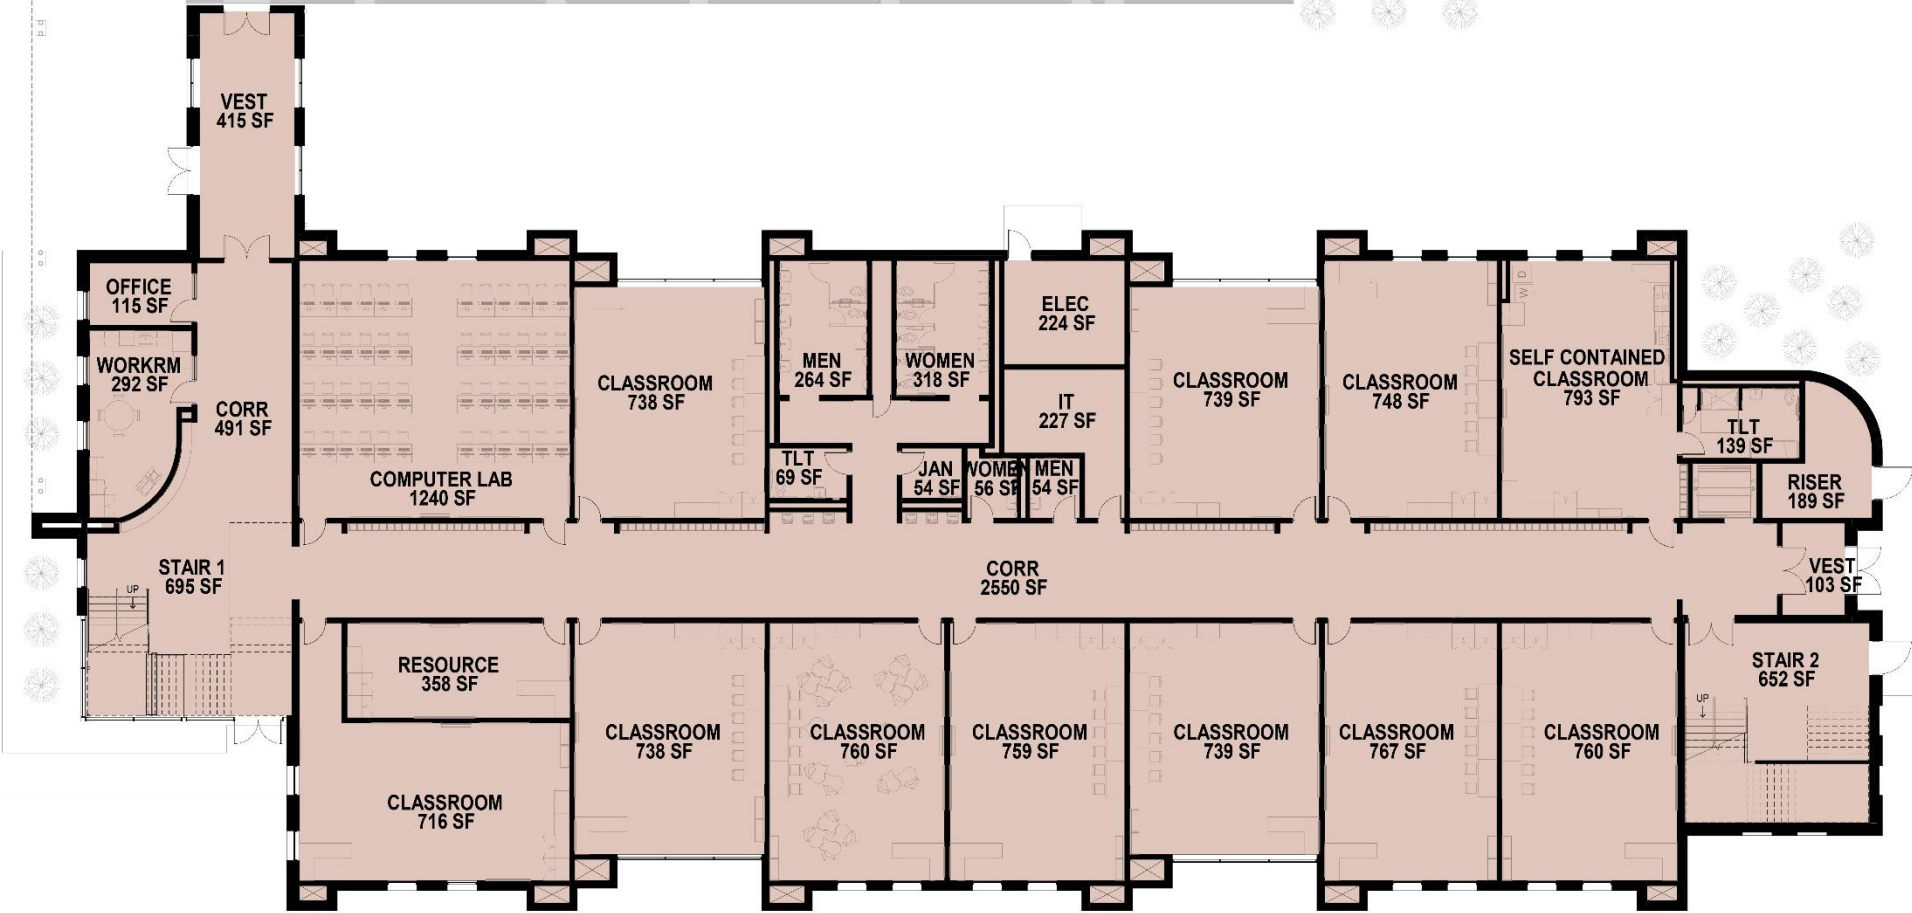 VEST
415 SF
OFFICE
115 SF
WORKRM
292 SF
CORR
491 SF
COMPUTER LAB
1240 SF
CLASSROOM
738 SF
MEN
264 SF
WOMEN
318 SF
ELEC
224 SF
IT
227 SF
TLT
69 SF
JAN
54 SF
WOMEN
56 SF
MEN
54 SF
CLASSROOM
739 SF
CLASSROOM
748 SF
W D
SELF CONTAINED
CLASSROOM
793 SF
TLT
139 SF
RISER
189 SF
STAIR 1
695 SF
UP
CORR
2550 SF
VEST
103 SF
RESOURCE
358 SF
CLASSROOM
716 SF
CLASSROOM
738 SF
CLASSROOM
760 SF
CLASSROOM
759 SF
CLASSROOM
739 SF
CLASSROOM
767 SF
CLASSROOM
760 SF
STAIR 2
652 SF
UP